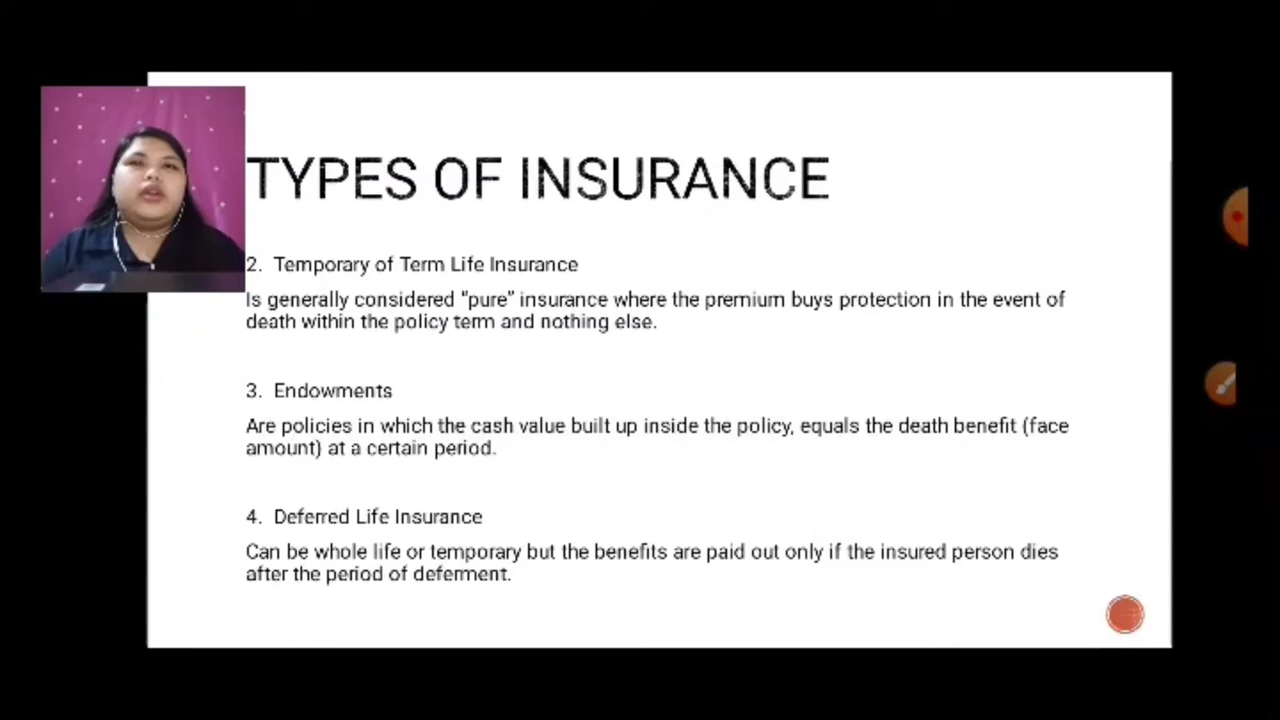 TYPES OF INSURANCE
2. Temporary of Term Life Insurance
Is generally considered "pure" insurance where the premium buys protection in the event of
death within the policy term and nothing else.
3. Endowments
Are policies in which the cash value built up inside the policy, equals the death benefit (face
amount) at a certain period.
4. Deferred Life Insurance
Can be whole life or temporary but the benefits are paid out only if the insured person dies
after the period of deferment.